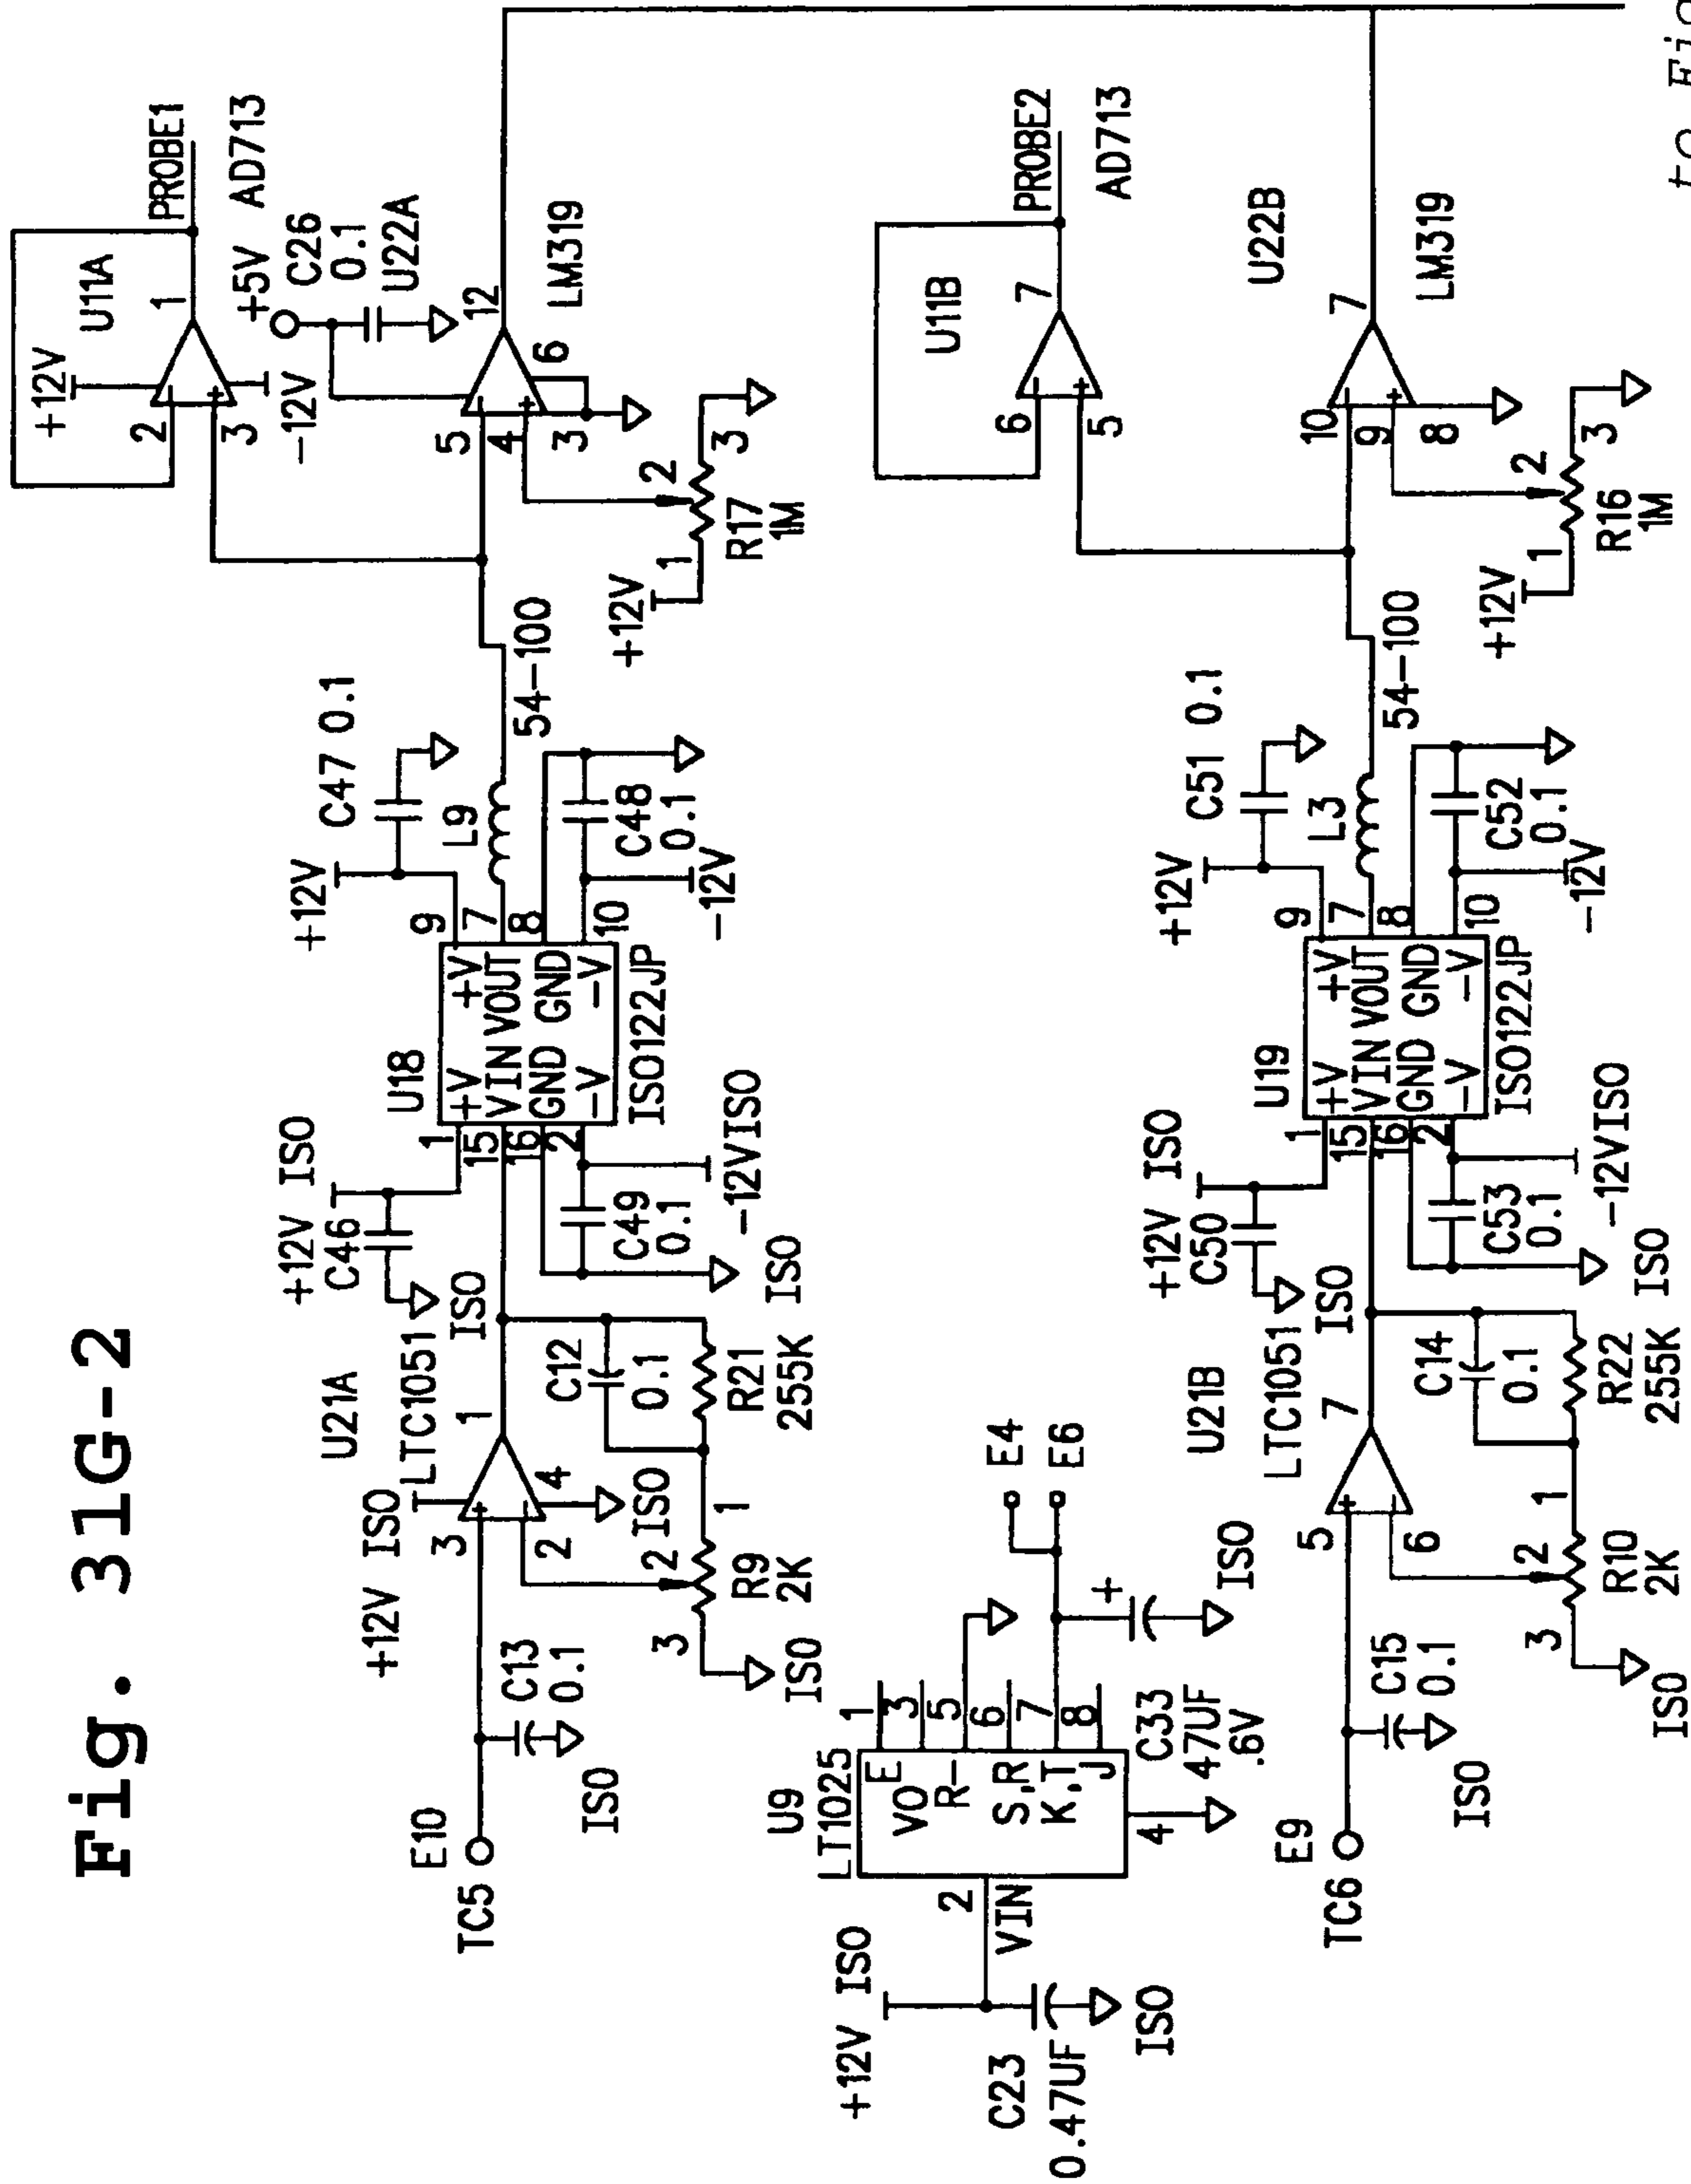 Fig. 31G-2
+12V
U11A
2
3
1
PROBE1
-12V
+5V
AD713
C26
0.1
U22A
+12V ISO
C46
ISO
+12V
C47 0.1
U21A
LTC1051
+12V ISO
U18
L9
5
4
3
6
12
LM319
E10
TC5
3
2
1
4
ISO
1
15
16
2
+V
VIN
GND
-V
+V
VOUT
GND
-V
9
7
8
10
54-100
C13
0.1
ISO
C12
0.1
C49
0.1
ISO122JP
C48
0.1
R9
2K
3
2
1
ISO
R21
255K
ISO
-12VISO
-12V
+12V
1
2
3
R17
1M
U9
LT1025
E
VO
R-
S,R
K,T
J
1
3
5
6
7
8
4
2
VIN
+12V ISO
C23
0.47UF
ISO
C33
47UF
.6V
+
ISO
E4
E6
U11B
6
5
7
PROBE2
AD713
+12V ISO
C50
ISO
+12V
C51 0.1
U21B
LTC1051
U19
L3
U22B
10
9
8
7
LM319
E9
TC6
5
6
7
1
15
16
2
+V
VIN
GND
-V
+V
VOUT
GND
-V
9
7
8
10
54-100
C15
0.1
ISO
C14
0.1
C53
0.1
ISO122JP
C52
0.1
R10
2K
3
2
1
ISO
R22
255K
ISO
-12VISO
-12V
+12V
1
2
3
R16
1M
to Fig